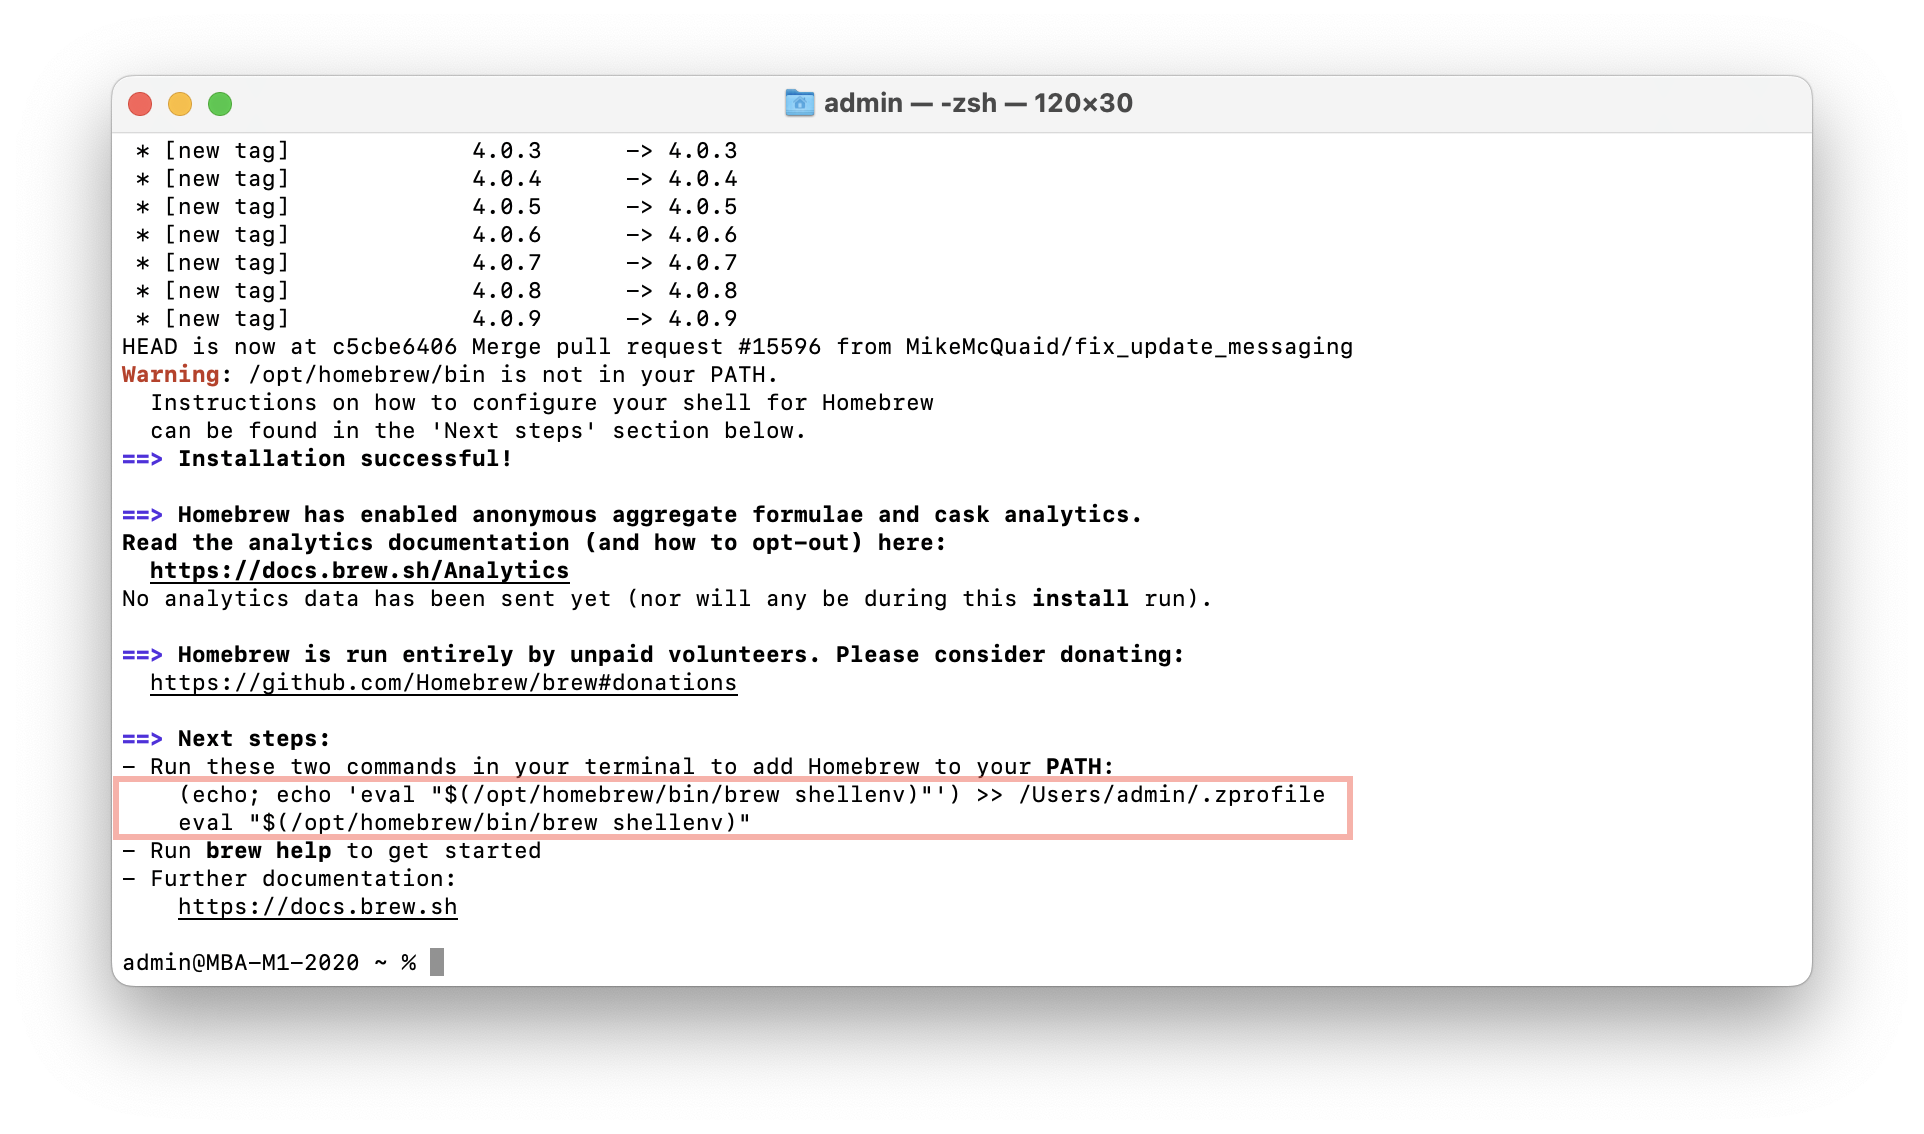 admin — -zsh — 120×30
* [new tag]             4.0.3      -> 4.0.3
* [new tag]             4.0.4      -> 4.0.4
* [new tag]             4.0.5      -> 4.0.5
* [new tag]             4.0.6      -> 4.0.6
* [new tag]             4.0.7      -> 4.0.7
* [new tag]             4.0.8      -> 4.0.8
* [new tag]             4.0.9      -> 4.0.9
HEAD is now at c5cbe6406 Merge pull request #15596 from MikeMcQuaid/fix_update_messaging
Warning: /opt/homebrew/bin is not in your PATH.
  Instructions on how to configure your shell for Homebrew
  can be found in the 'Next steps' section below.
==> Installation successful!
==> Homebrew has enabled anonymous aggregate formulae and cask analytics.
Read the analytics documentation (and how to opt-out) here:
  https://docs.brew.sh/Analytics
No analytics data has been sent yet (nor will any be during this install run).
==> Homebrew is run entirely by unpaid volunteers. Please consider donating:
  https://github.com/Homebrew/brew#donations
==> Next steps:
- Run these two commands in your terminal to add Homebrew to your PATH:
    (echo; echo 'eval "$(/opt/homebrew/bin/brew shellenv)"') >> /Users/admin/.zprofile
    eval "$(/opt/homebrew/bin/brew shellenv)"
- Run brew help to get started
- Further documentation:
    https://docs.brew.sh
admin@MBA-M1-2020 ~ %